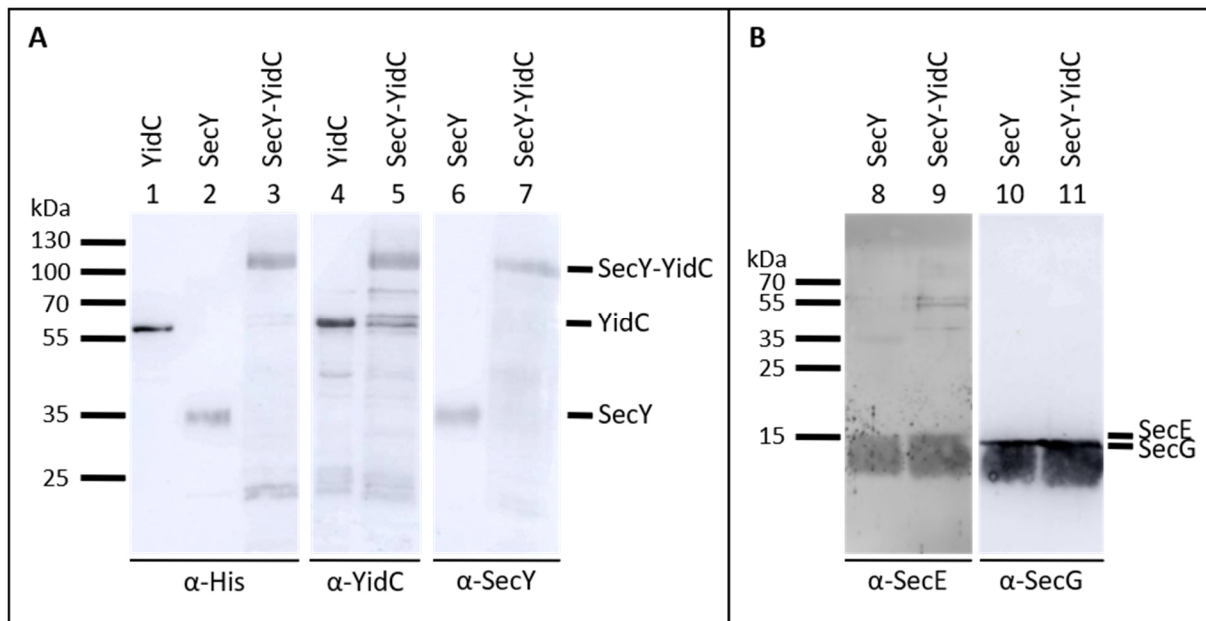 A
YidC
SecY
SecY-YidC
YidC
SecY-YidC
SecY
SecY-YidC
1 2 3 4 5 6 7
kDa
130
100
70
55
35
25
SecY-YidC
YidC
SecY
α-His α-YidC α-SecY
B
SecY
SecY-YidC
SecY
SecY-YidC
8 9 10 11
kDa
70
55
35
25
15
SecE
SecG
α-SecE α-SecG